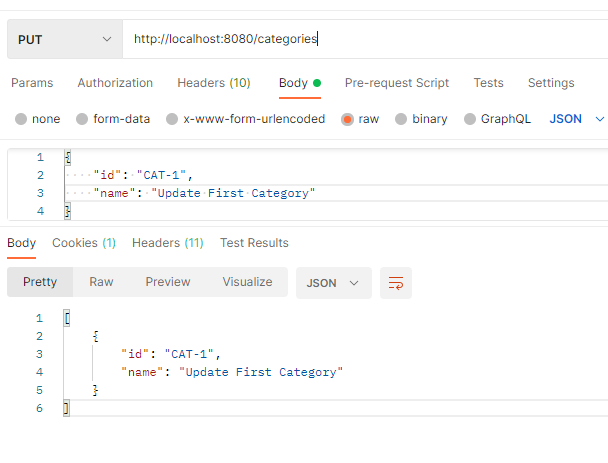 PUT http://localhost:8080/categories
Params Authorization Headers (10) Body Pre-request Script Tests Settings
none form-data x-www-form-urlencoded raw binary GraphQL JSON
1 {
2 "id": "CAT-1",
3 "name": "Update First Category"
4 }
Body Cookies (1) Headers (11) Test Results
Pretty Raw Preview Visualize JSON
1 [
2 {
3 "id": "CAT-1",
4 "name": "Update First Category"
5 }
6 ]